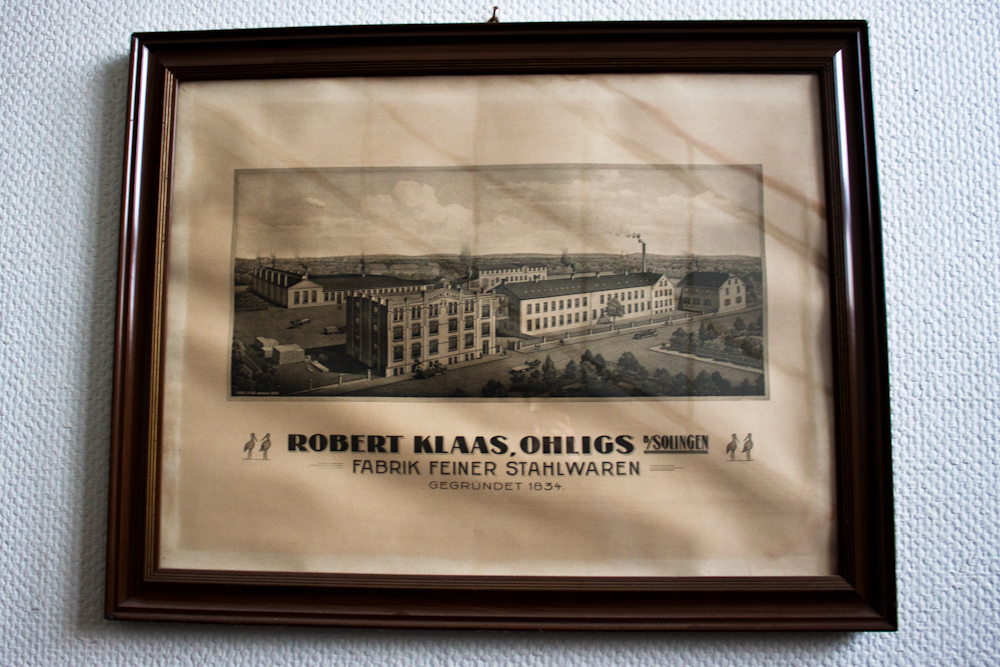 ROBERT KLAAS, OHLIGS B/SOLINGEN
FABRIK FEINER STAHLWAREN
GEGRÜNDET 1834.